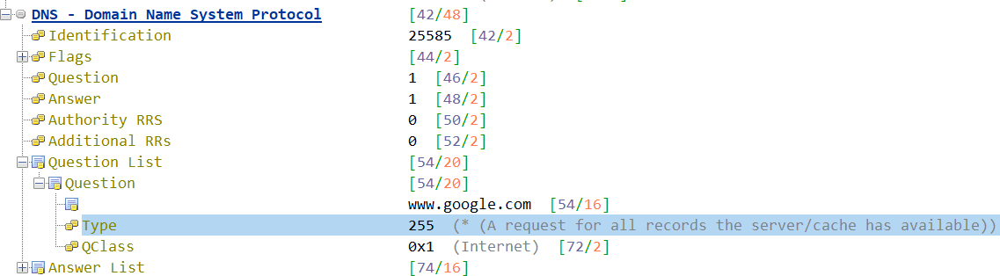 DNS - Domain Name System Protocol [42/48]
Identification 25585 [42/2]
Flags [44/2]
Question 1 [46/2]
Answer 1 [48/2]
Authority RRS 0 [50/2]
Additional RRs 0 [52/2]
Question List [54/20]
Question [54/20]
www.google.com [54/16]
Type 255 (* (A request for all records the server/cache has available))
QClass 0x1 (Internet) [72/2]
Answer List [74/16]